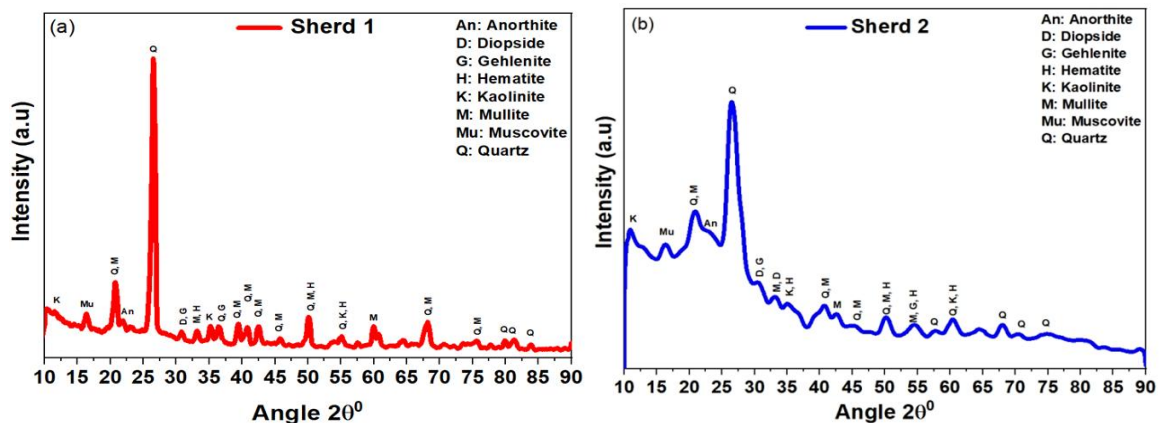 (a)
Sherd 1
An: Anorthite
D: Diopside
G: Gehlenite
H: Hematite
K: Kaolinite
M: Mullite
Mu: Muscovite
Q: Quartz
Intensity (a.u)
K
Mu
Q, M
An
Q
D, G
M, H
K
Q, G
Q, M
Q, M
Q, M
Q, M
Q, M, H
Q, K, H
M
Q, M
Q, M
Q
Q
Q
10 15 20 25 30 35 40 45 50 55 60 65 70 75 80 85 90
Angle 2θ⁰
(b)
Sherd 2
An: Anorthite
D: Diopside
G: Gehlenite
H: Hematite
K: Kaolinite
M: Mullite
Mu: Muscovite
Q: Quartz
Intensity (a.u)
K
Mu
Q, M
An
Q
D, G
M, D
K, H
Q, M
M
Q, M
Q, M, H
M, G, H
Q
Q, K, H
Q
Q
Q
10 15 20 25 30 35 40 45 50 55 60 65 70 75 80 85 90
Angle 2θ⁰